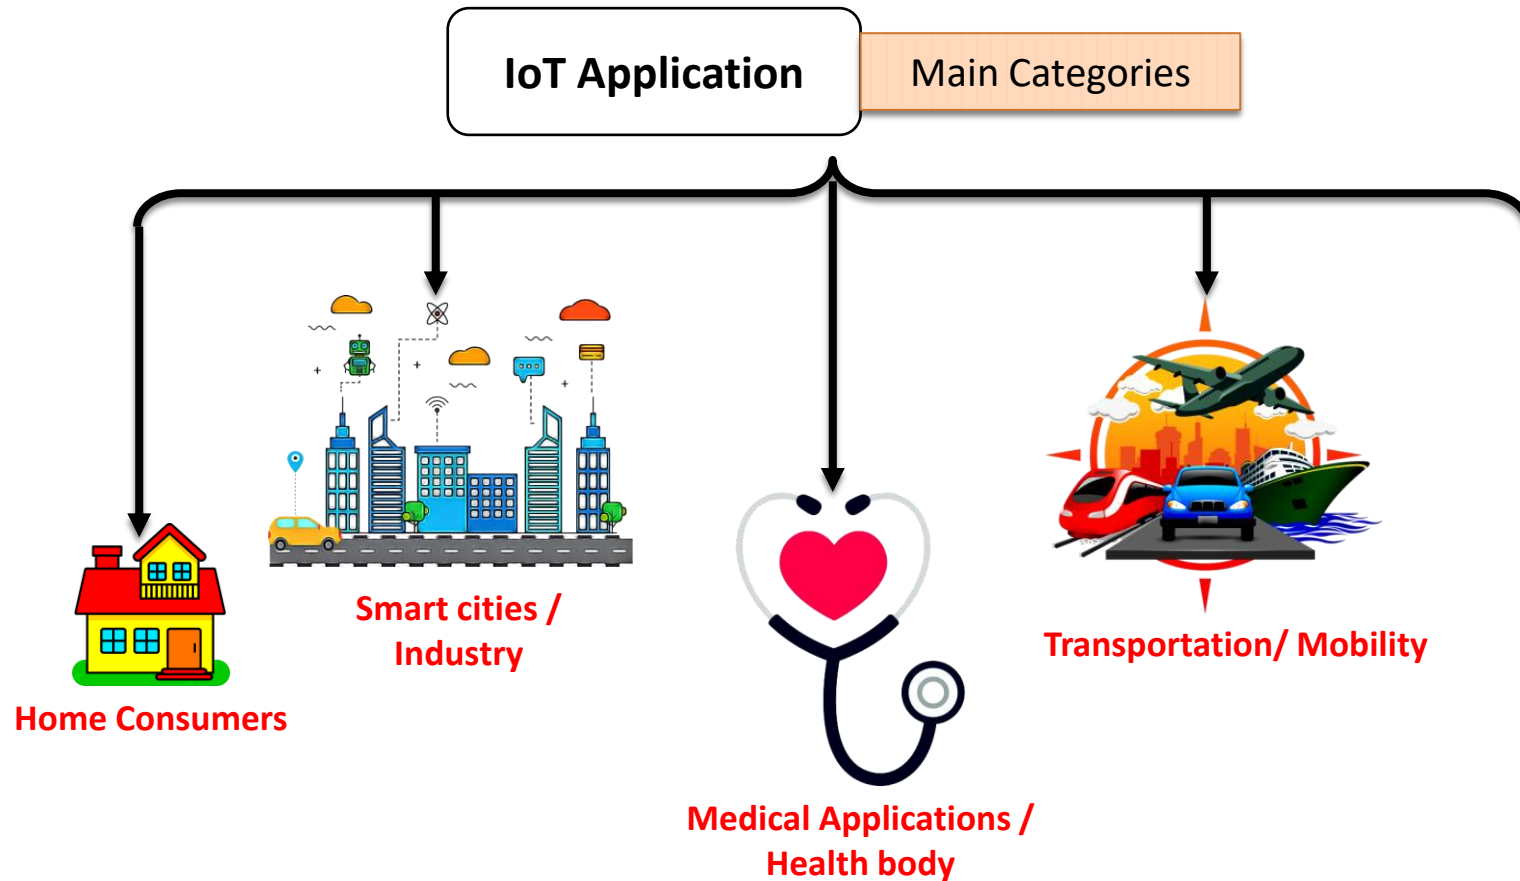 IoT Application
Main Categories
Home Consumers
Smart cities /
Industry
Medical Applications /
Health body
Transportation/ Mobility